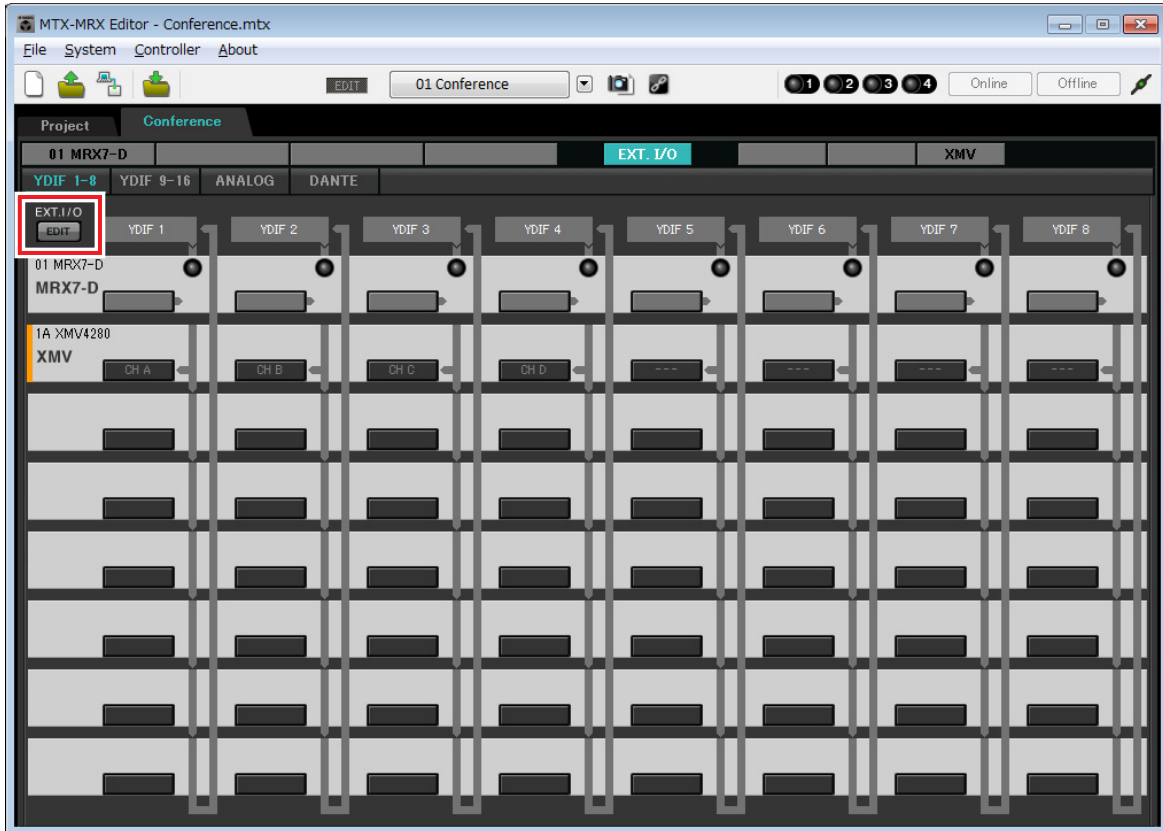 MTX-MRX Editor - Conference.mtx
File System Controller About
EDIT 01 Conference 1 2 3 4 Online Offline
Project Conference
01 MRX7-D EXT. I/O XMV
YDIF 1-8 YDIF 9-16 ANALOG DANTE
EXT.I/O
EDIT YDIF 1 YDIF 2 YDIF 3 YDIF 4 YDIF 5 YDIF 6 YDIF 7 YDIF 8
01 MRX7-D
MRX7-D
1A XMV4280
XMV
CH A CH B CH C CH D --- --- --- ---